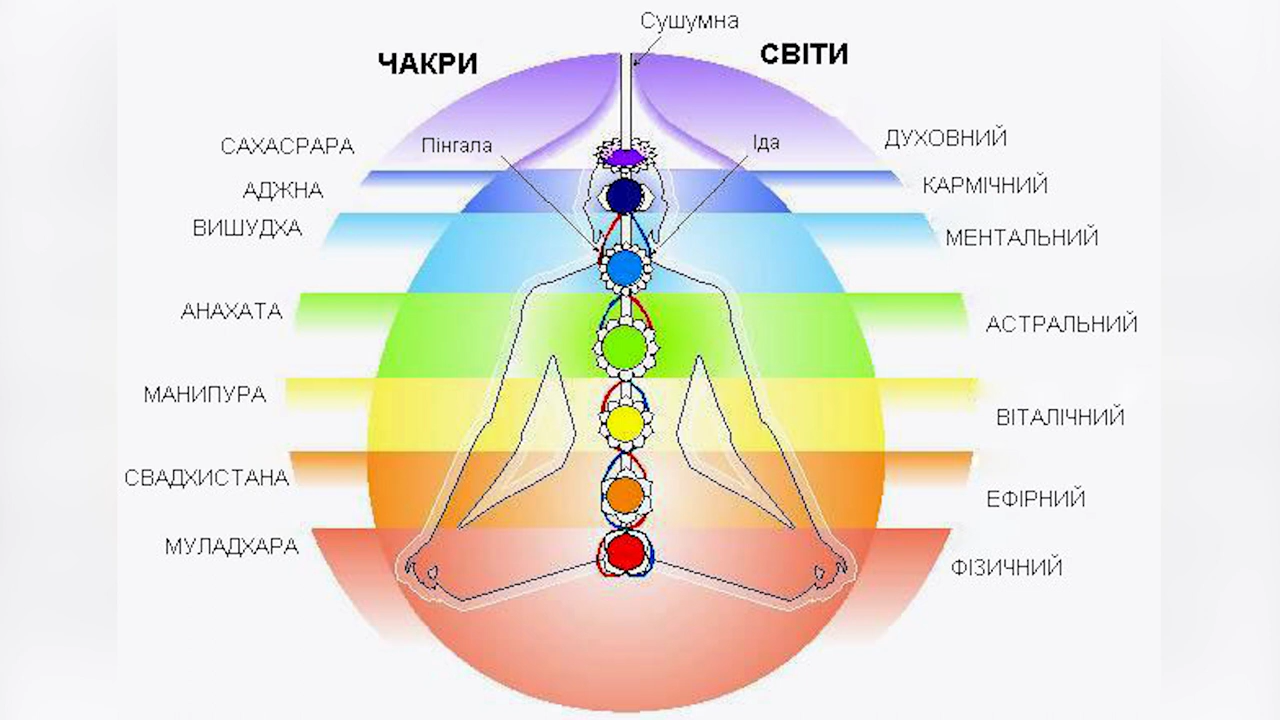 Сушумна
ЧАКРИ
СВІТИ
САХАСРАРА
Пінгала
Іда
ДУХОВНИЙ
АДЖНА
КАРМІЧНИЙ
ВИШУДХА
МЕНТАЛЬНИЙ
АНАХАТА
АСТРАЛЬНИЙ
МАНИПУРА
ВІТАЛІЧНИЙ
СВАДХИСТАНА
ЕФІРНИЙ
МУЛАДХАРА
ФІЗИЧНИЙ